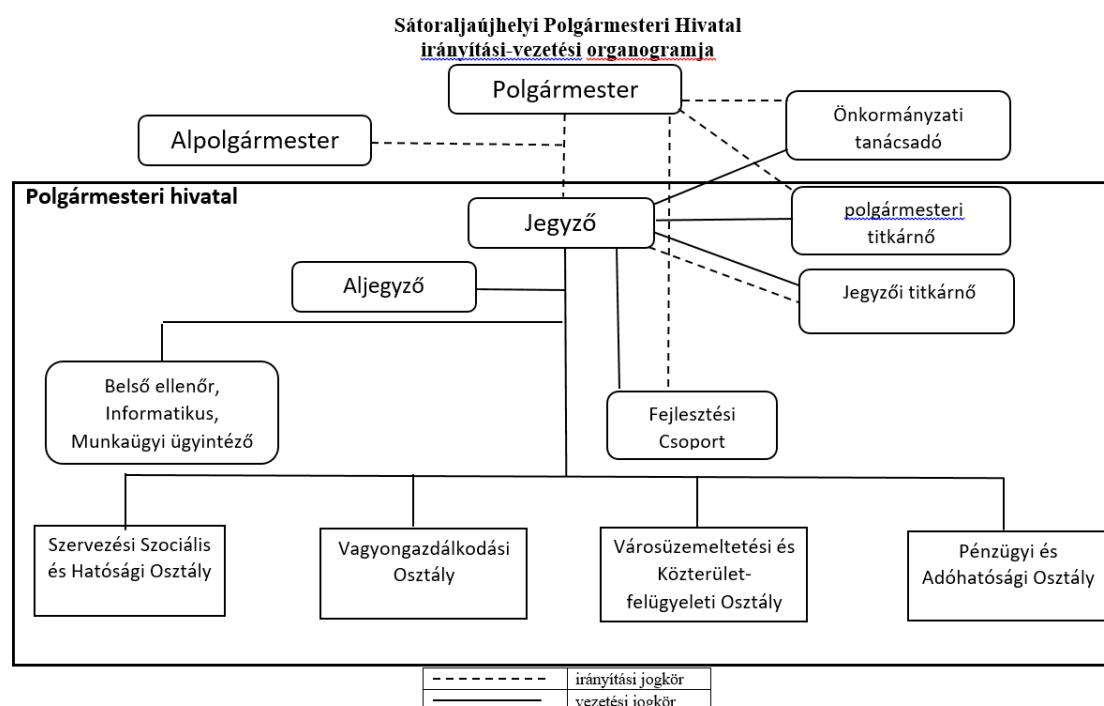 Sátoraljaújhelyi Polgármesteri Hivatal
irányítási-vezetési organogramja
Polgármester
Önkormányzati
tanácsadó
Alpolgármester
Polgármesteri hivatal
polgármesteri
titkárnő
Jegyző
Jegyzői titkárnő
Aljegyző
Belső ellenőr,
Informatikus,
Munkaügyi ügyintéző
Fejlesztési
Csoport
Szervezési Szociális
és Hatósági Osztály
Vagyongazdálkodási
Osztály
Városüzemeltetési és
Közterület-
felügyeleti Osztály
Pénzügyi és
Adóhatósági Osztály
irányítási jogkör
vezetési jogkör